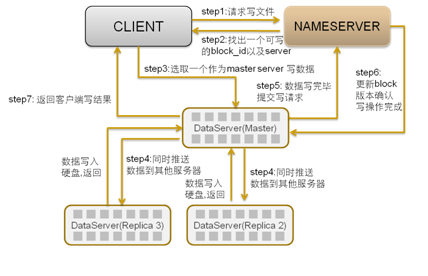 CLIENT
step1:请求写文件
NAMESERVER
step2:找出一个可写
的block_id以及server
step3:选取一个作为master server 写数据
step5: 数据写完毕
提交写请求
step6:
更新block
版本确认
写操作完成
step7: 返回客户端写结果
DataServer(Master)
数据写入
硬盘,返回
step4:同时推送
数据到其他服务器
数据写入
硬盘,返回
step4:同时推送
数据到其他服务器
DataServer(Replica 3)
DataServer(Replica 2)